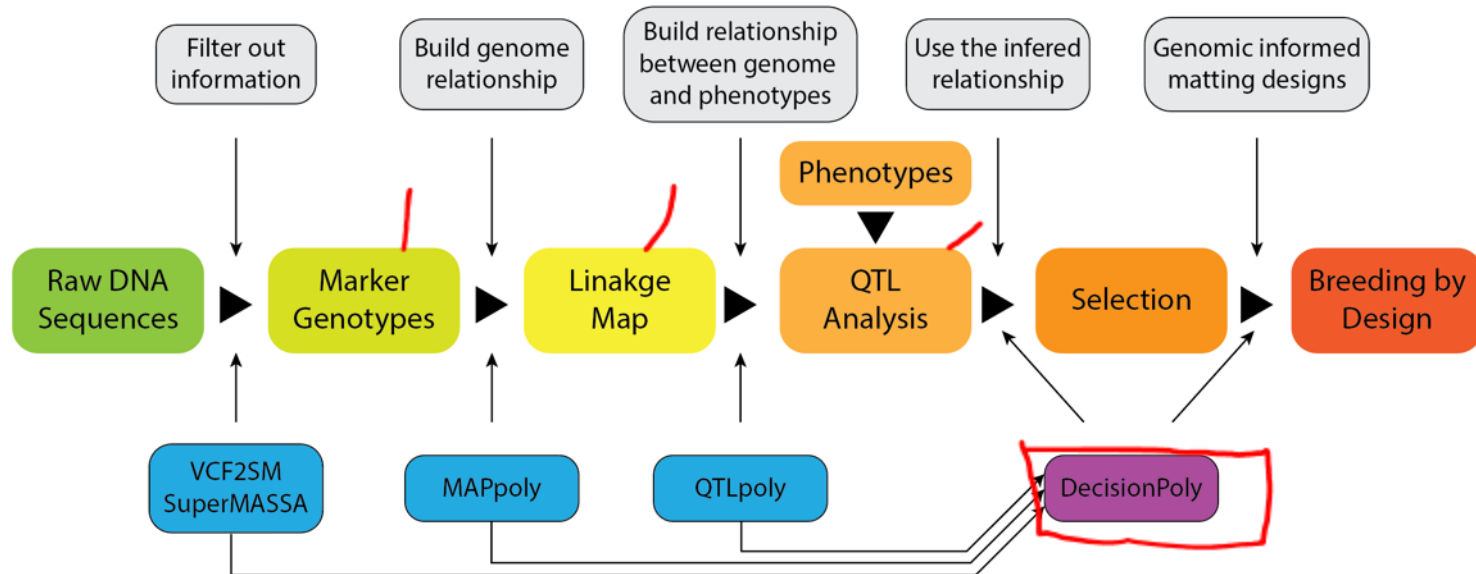 Filter out
information
Build genome
relationship
Build relationship
between genome
and phenotypes
Use the infered
relationship
Genomic informed
matting designs
Phenotypes
Raw DNA
Sequences
Marker
Genotypes
Linakge
Map
QTL
Analysis
Selection
Breeding by
Design
VCF2SM
SuperMASSA
MAPpoly
QTLpoly
DecisionPoly